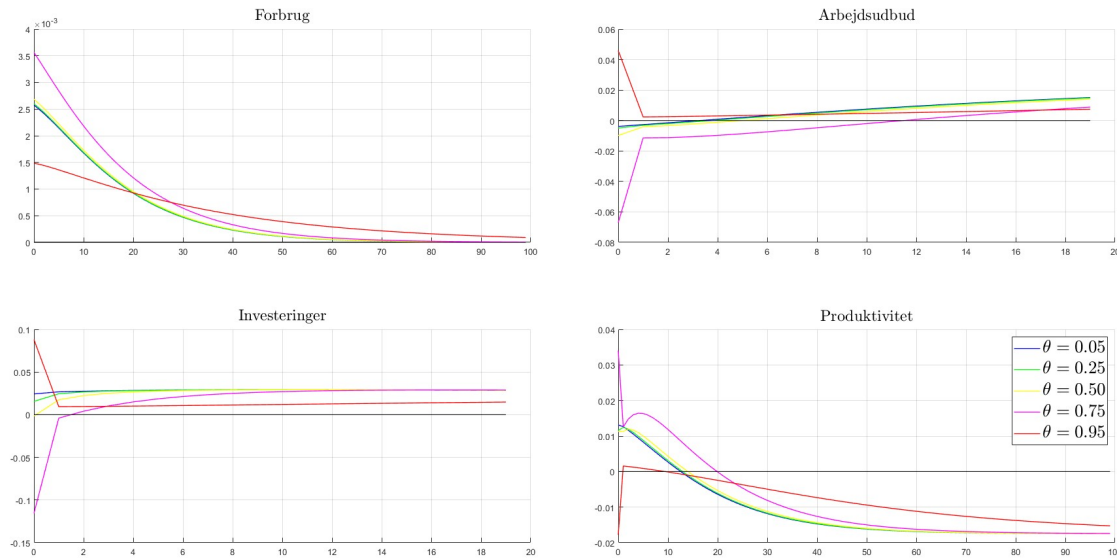 Forbrug
× 10⁻³
4
3.5
3
2.5
2
1.5
1
0.5
0
0 10 20 30 40 50 60 70 80 90 100
Arbejdsudbud
0.06
0.04
0.02
0
-0.02
-0.04
-0.06
-0.08
0 2 4 6 8 10 12 14 16 18 20
Investeringer
0.1
0.05
0
-0.05
-0.1
-0.15
0 2 4 6 8 10 12 14 16 18 20
Produktivitet
0.04
0.03
0.02
0.01
0
-0.01
-0.02
0 10 20 30 40 50 60 70 80 90 100
θ = 0.05
θ = 0.25
θ = 0.50
θ = 0.75
θ = 0.95